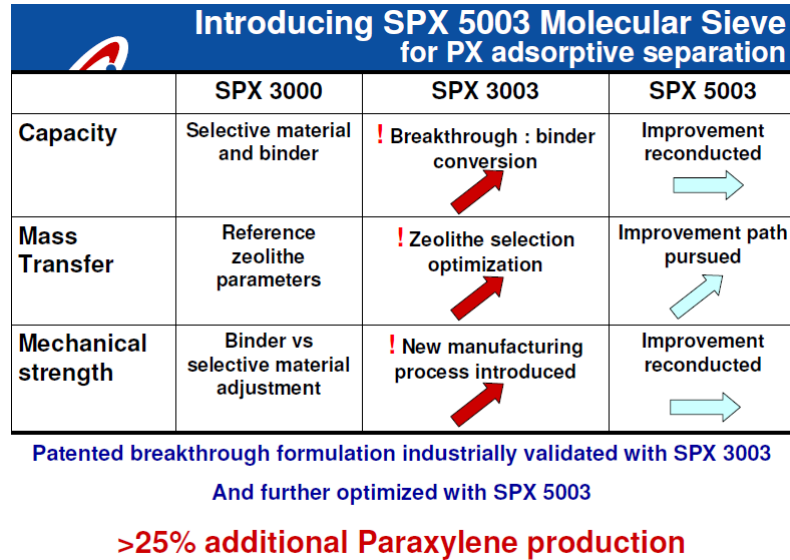 Introducing SPX 5003 Molecular Sieve
for PX adsorptive separation
SPX 3000
SPX 3003
SPX 5003
Capacity
Selective material
and binder
! Breakthrough : binder
conversion
Improvement
reconducted
Mass
Transfer
Reference
zeolithe
parameters
! Zeolithe selection
optimization
Improvement path
pursued
Mechanical
strength
Binder vs
selective material
adjustment
! New manufacturing
process introduced
Improvement
reconducted
Patented breakthrough formulation industrially validated with SPX 3003
And further optimized with SPX 5003
>25% additional Paraxylene production